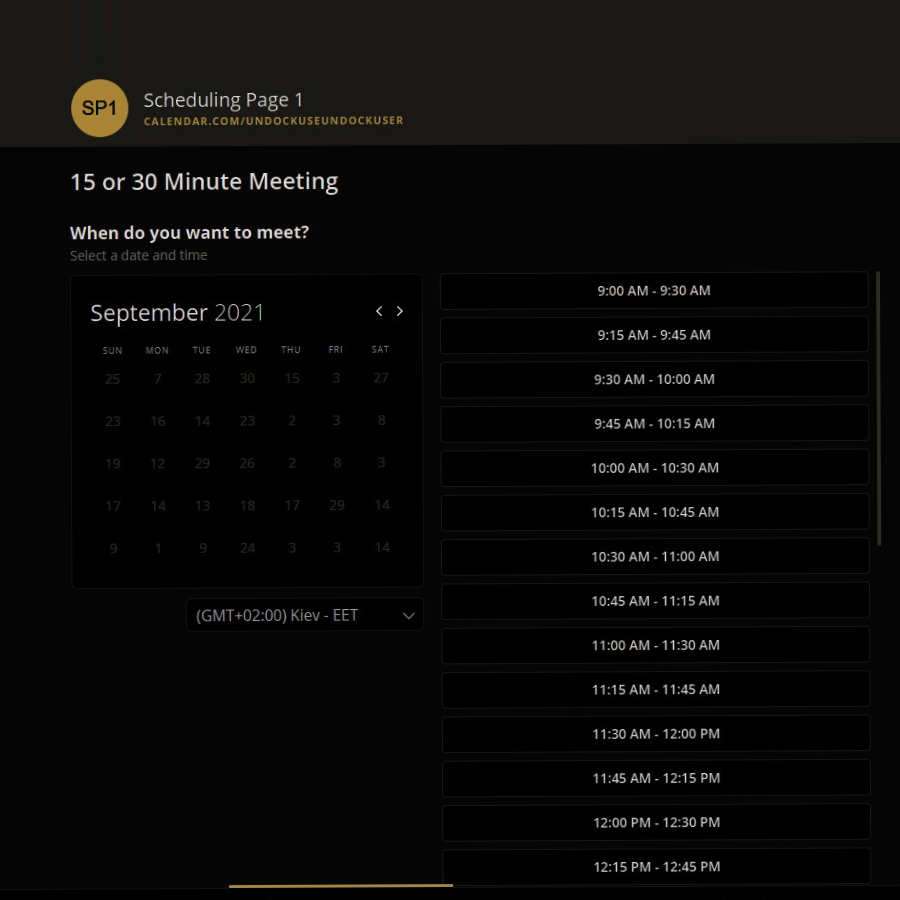 SP1
Scheduling Page 1
CALENDAR.COM/UNDOCKUSEUNDOCKUSER
15 or 30 Minute Meeting
When do you want to meet?
Select a date and time
September 2021
SUN MON TUE WED THU FRI SAT
25 7 28 30 15 3 27
23 16 14 23 2 3 8
19 12 29 26 2 8 3
17 14 13 18 17 29 14
9 1 9 24 3 3 14
(GMT+02:00) Kiev - EET
9:00 AM - 9:30 AM
9:15 AM - 9:45 AM
9:30 AM - 10:00 AM
9:45 AM - 10:15 AM
10:00 AM - 10:30 AM
10:15 AM - 10:45 AM
10:30 AM - 11:00 AM
10:45 AM - 11:15 AM
11:00 AM - 11:30 AM
11:15 AM - 11:45 AM
11:30 AM - 12:00 PM
11:45 AM - 12:15 PM
12:00 PM - 12:30 PM
12:15 PM - 12:45 PM